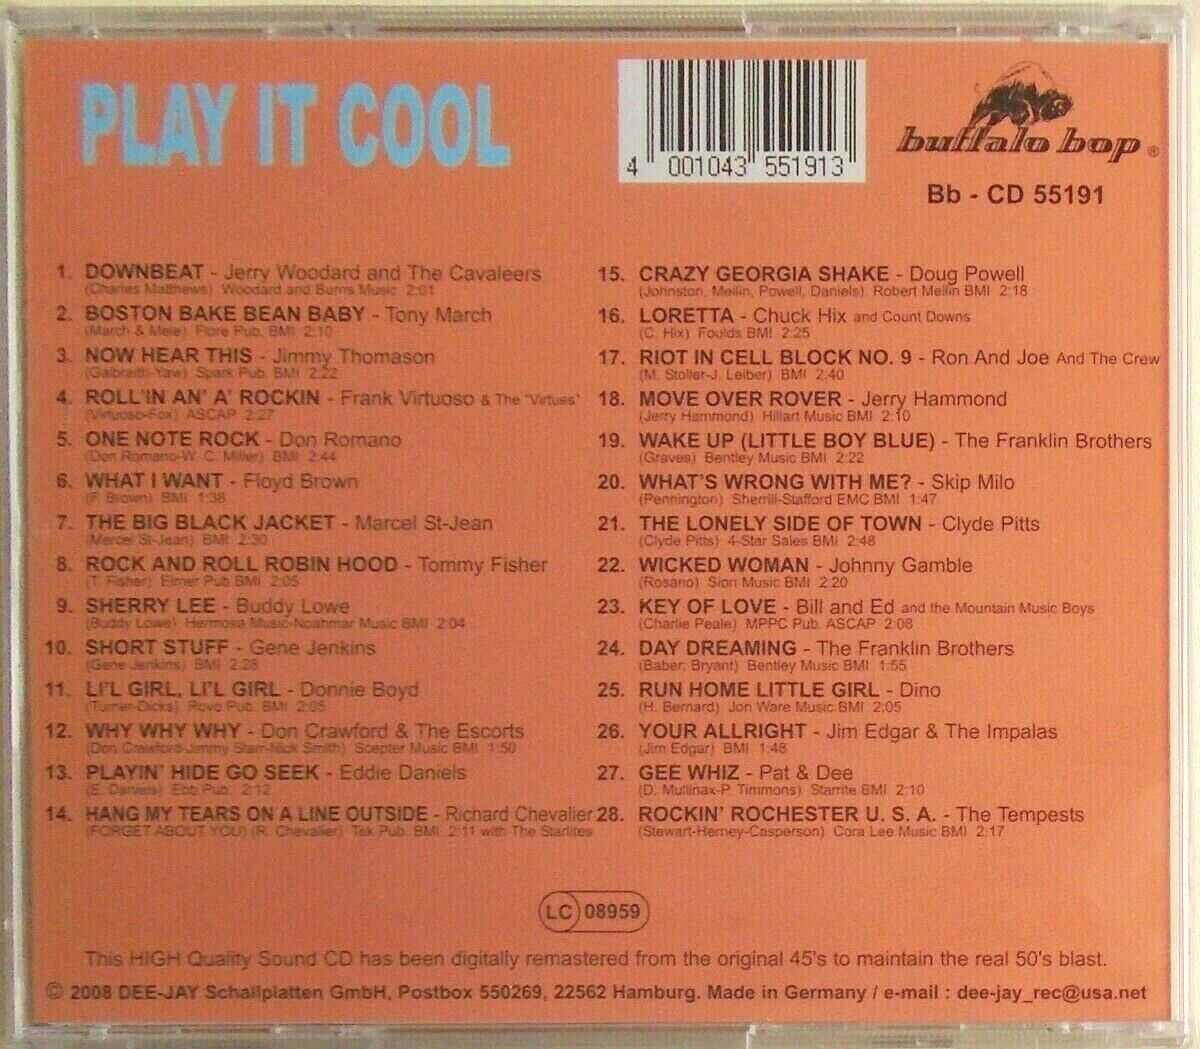 PLAY IT COOL
4 001043 551913
buffalo bop ®
Bb - CD 55191
1. DOWNBEAT - Jerry Woodard and The Cavaleers
(Charles Matthews) Woodard and Burns Music 2:01
2. BOSTON BAKE BEAN BABY - Tony March
(March & Mele) Flore Pub. BMI 2:10
3. NOW HEAR THIS - Jimmy Thomason
(Galbraith-Yaw) Spark Pub. BMI 2:22
4. ROLL'IN AN' A' ROCKIN - Frank Virtuoso & The "Virtues"
(Virtuoso-Fox) ASCAP 2:27
5. ONE NOTE ROCK - Don Romano
(Don Romano-W. C. Miller) BMI 2:44
6. WHAT I WANT - Floyd Brown
(F. Brown) BMI 1:38
7. THE BIG BLACK JACKET - Marcel St-Jean
(Marcel St-Jean) BMI 2:30
8. ROCK AND ROLL ROBIN HOOD - Tommy Fisher
(T. Fisher) Elmer Pub BMI 2:05
9. SHERRY LEE - Buddy Lowe
(Buddy Lowe) Hermosa Music-Noahmar Music BMI 2:04
10. SHORT STUFF - Gene Jenkins
(Gene Jenkins) BMI 2:28
11. LI'L GIRL, LI'L GIRL - Donnie Boyd
(Turner-Dicks) Rovo Pub. BMI 2:05
12. WHY WHY WHY - Don Crawford & The Escorts
(Don Crawford-Jimmy Starr-Nick Smith) Scepter Music BMI 1:50
13. PLAYIN' HIDE GO SEEK - Eddie Daniels
(E. Daniels) Ebb Pub. 2:12
14. HANG MY TEARS ON A LINE OUTSIDE - Richard Chevalier
(FORGET ABOUT YOU) (R. Chevalier) Tek Pub. BMI 2:11 with The Starlites
15. CRAZY GEORGIA SHAKE - Doug Powell
(Johnston, Mellin, Powell, Daniels) Robert Mellin BMI 2:18
16. LORETTA - Chuck Hix and Count Downs
(C. Hix) Foulds BMI 2:25
17. RIOT IN CELL BLOCK NO. 9 - Ron And Joe And The Crew
(M. Stoller-J. Leiber) BMI 2:40
18. MOVE OVER ROVER - Jerry Hammond
(Jerry Hammond) Hillart Music BMI 2:10
19. WAKE UP (LITTLE BOY BLUE) - The Franklin Brothers
(Graves) Bentley Music BMI 2:22
20. WHAT'S WRONG WITH ME? - Skip Milo
(Pennington) Sherrill-Stafford EMC BMI 1:47
21. THE LONELY SIDE OF TOWN - Clyde Pitts
(Clyde Pitts) 4-Star Sales BMI 2:48
22. WICKED WOMAN - Johnny Gamble
(Rosano) Sion Music BMI 2:20
23. KEY OF LOVE - Bill and Ed and the Mountain Music Boys
(Charlie Peale) MPPC Pub. ASCAP 2:08
24. DAY DREAMING - The Franklin Brothers
(Baber, Bryant) Bentley Music BMI 1:55
25. RUN HOME LITTLE GIRL - Dino
(H. Bernard) Jon Ware Music BMI 2:05
26. YOUR ALLRIGHT - Jim Edgar & The Impalas
(Jim Edgar) BMI 1:48
27. GEE WHIZ - Pat & Dee
(D. Mullinax-P. Timmons) Starrite BMI 2:10
28. ROCKIN' ROCHESTER U. S. A. - The Tempests
(Stewart-Herney-Casperson) Cora Lee Music BMI 2:17
LC 08959
This HIGH Quality Sound CD has been digitally remastered from the original 45's to maintain the real 50's blast.
© 2008 DEE-JAY Schallplatten GmbH, Postbox 550269, 22562 Hamburg. Made in Germany / e-mail : dee-jay_rec@usa.net